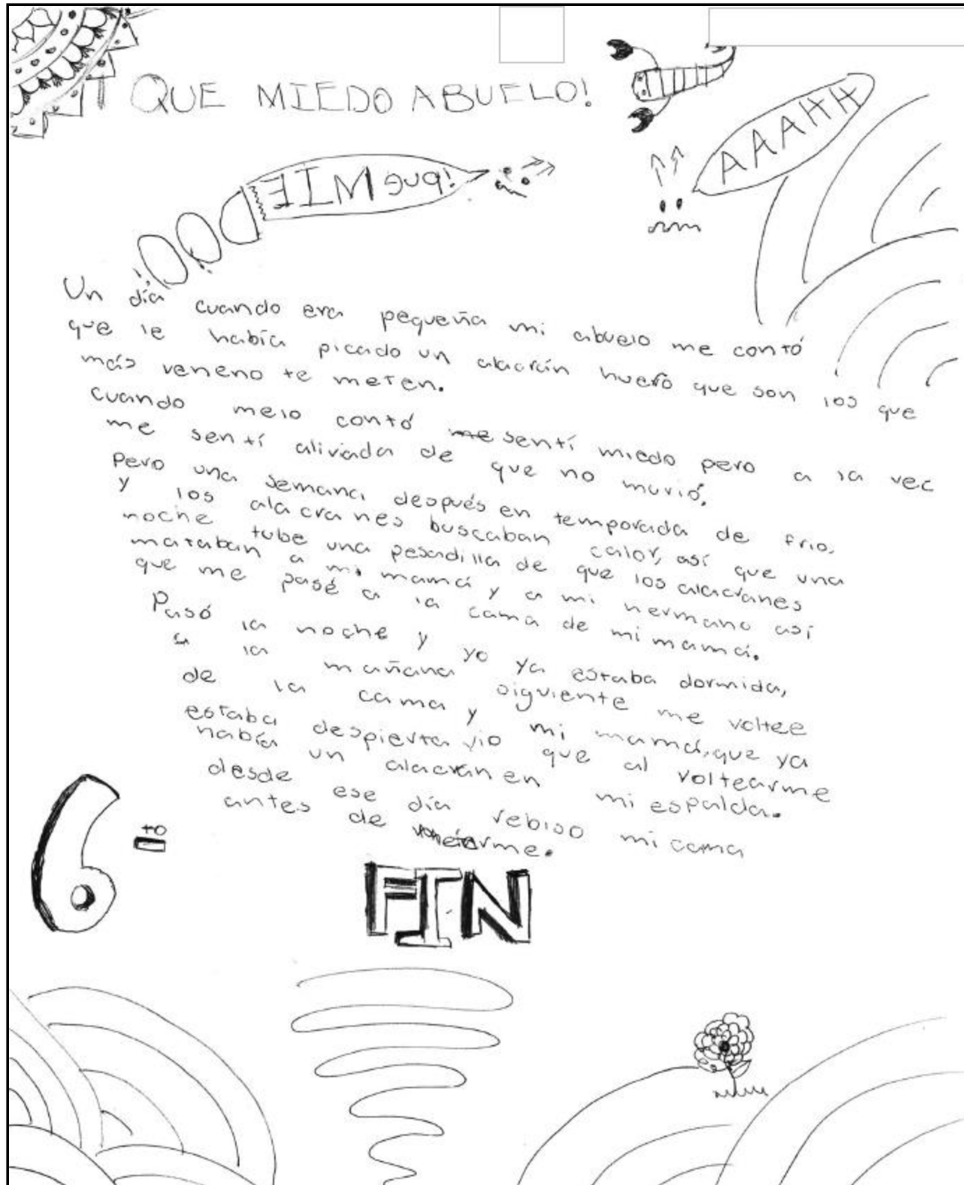 ¡QUE MIEDO ABUELO!
AAAHH
¡que MIEDOOO!
Un día cuando era pequeña mi abuelo me contó
que le había picado un alacrán huero que son los que
más veneno te meten.
Cuando melo contó me sentí miedo pero a la vec
me sentí aliviada de que no murió.
Pero una semana después en temporada de frio,
y los alacranes buscaban calor, así que una
noche tube una pesadilla de que los alacranes
mataban a mi mamá y a mi hermano así
que me pasé a la cama de mi mamá.
Pasó la noche y yo ya estaba dormida,
a la mañana siguiente me voltee
de la cama y mi mamá, que ya
estaba despierta vio que al voltearme
había un alacrán en mi espalda.
desde ese día rebiso mi cama
antes de meterme.
6to
FIN